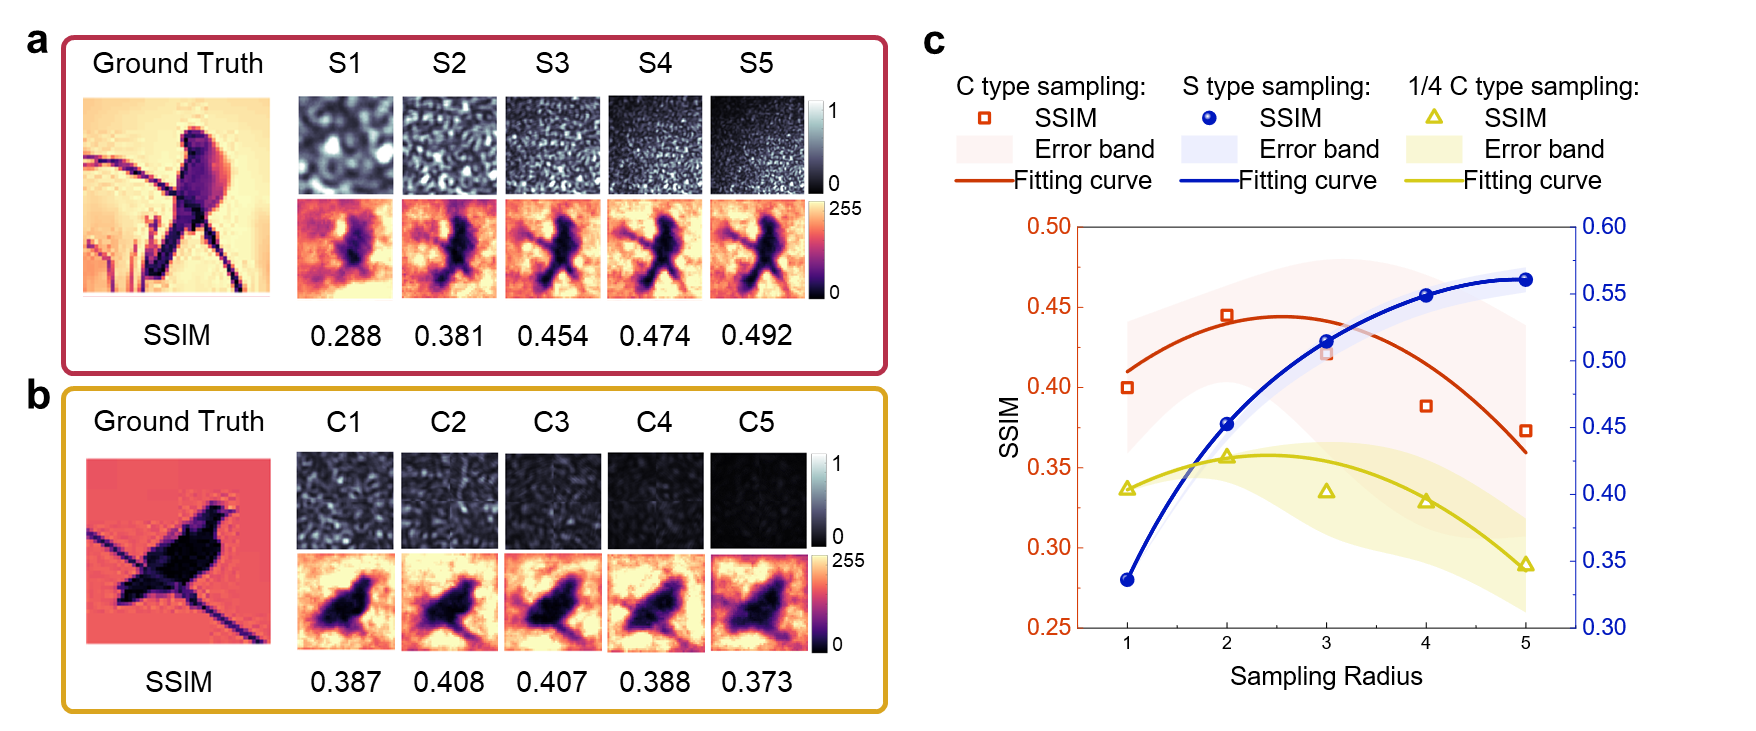 a
Ground Truth S1 S2 S3 S4 S5
1
0
255
0
SSIM 0.288 0.381 0.454 0.474 0.492
b
Ground Truth C1 C2 C3 C4 C5
1
0
255
0
SSIM 0.387 0.408 0.407 0.388 0.373
c
C type sampling: S type sampling: 1/4 C type sampling:
SSIM SSIM SSIM
Error band Error band Error band
Fitting curve Fitting curve Fitting curve
0.50 0.60
0.45 0.55
0.40 0.50
0.35 0.45
0.30 0.40
0.25 0.35
0.30
SSIM
1 2 3 4 5
Sampling Radius